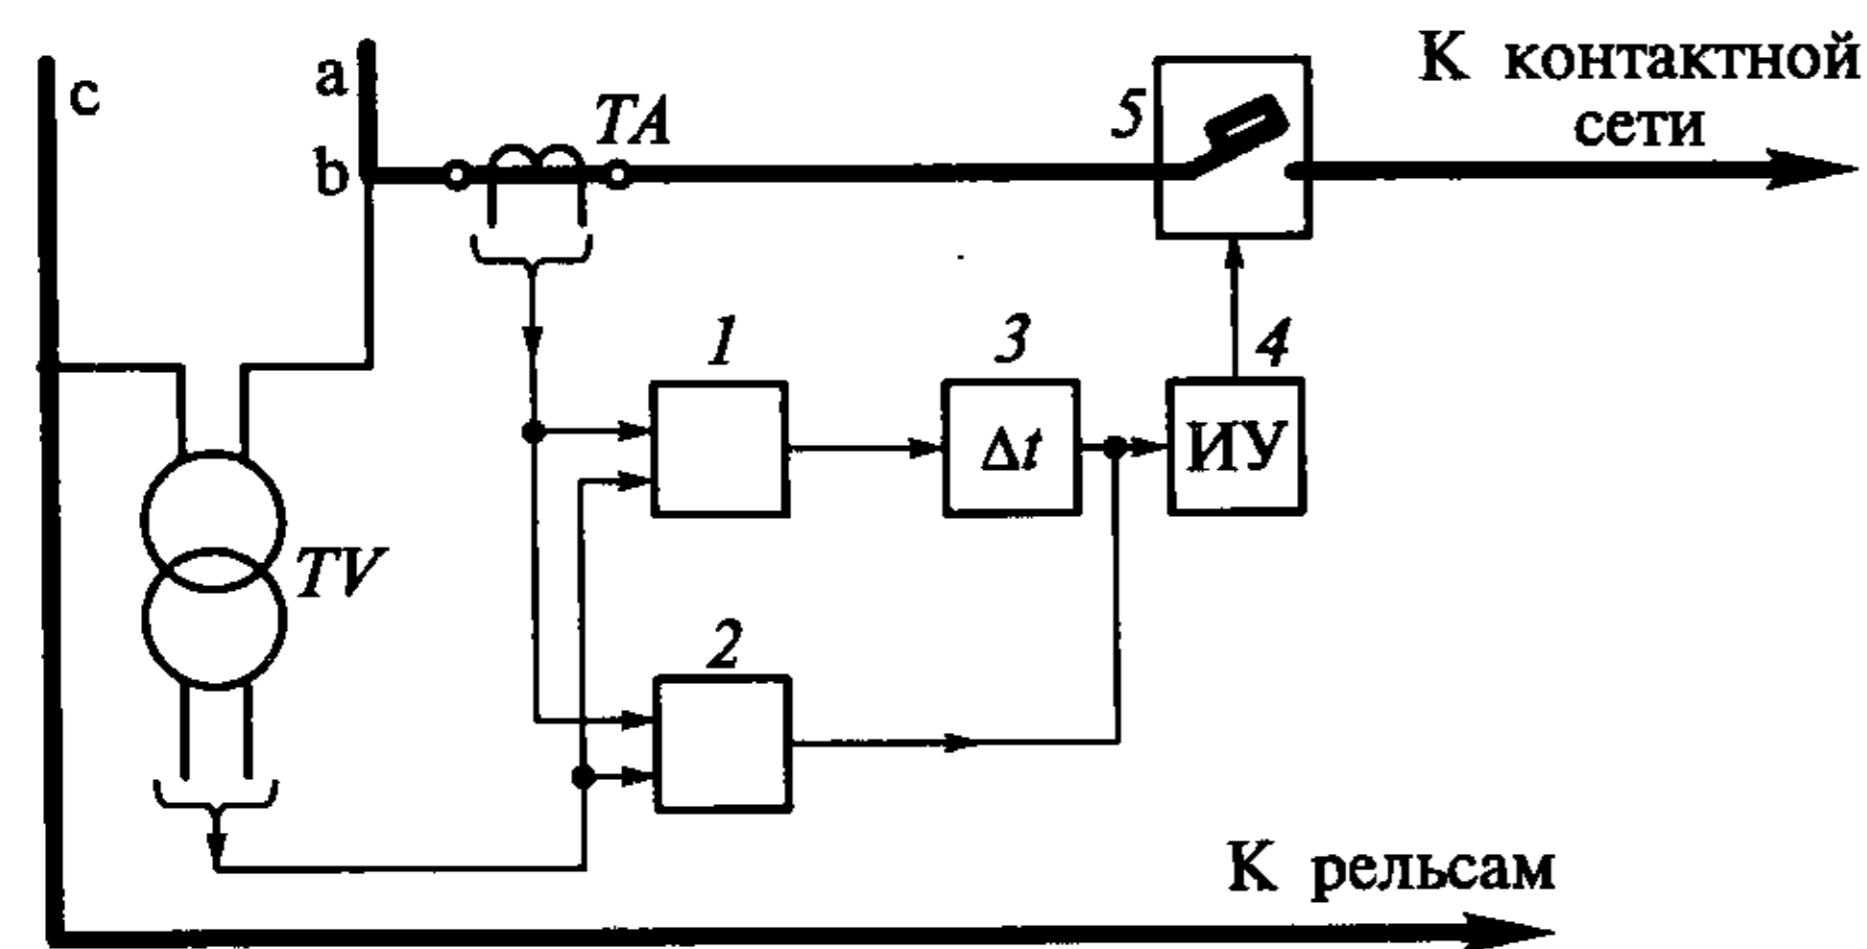 c
a
b
TA
5
К контактной
сети
1
3
4
Δt
ИУ
TV
2
К рельсам